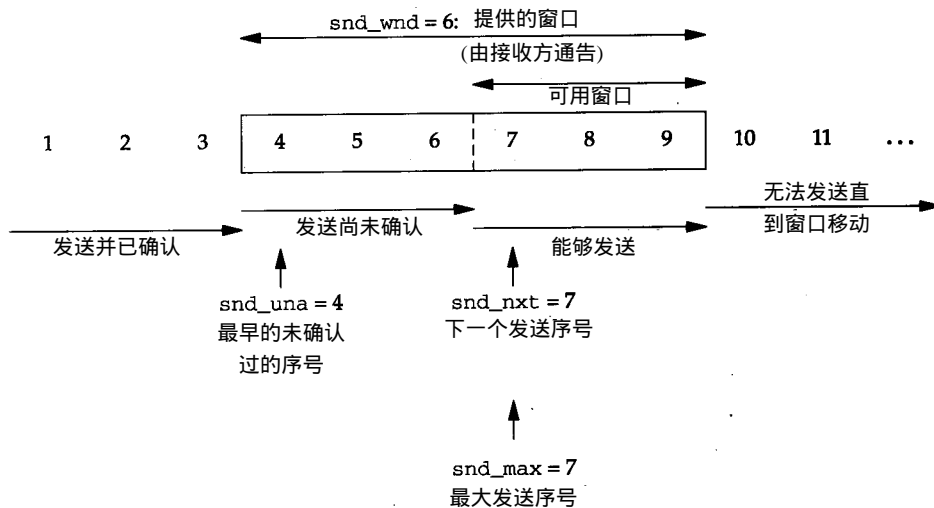 snd_wnd = 6: 提供的窗口
(由接收方通告)
可用窗口
1 2 3 4 5 6 7 8 9 10 11 ...
发送并已确认
发送尚未确认
能够发送
无法发送直
到窗口移动
snd_una = 4
最早的未确认
过的序号
snd_nxt = 7
下一个发送序号
snd_max = 7
最大发送序号